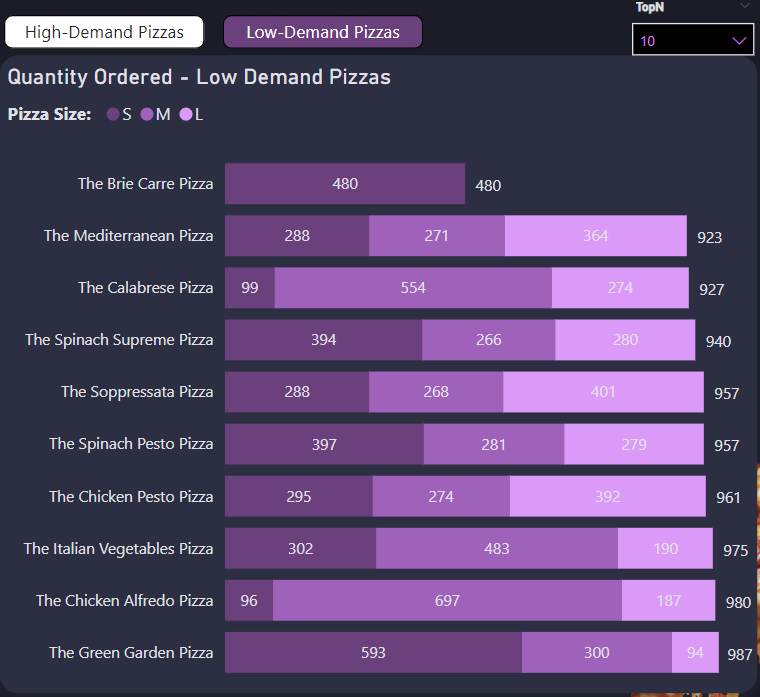 TopN
High-Demand Pizzas Low-Demand Pizzas 10
Quantity Ordered - Low Demand Pizzas
Pizza Size: S M L
The Brie Carre Pizza 480 480
The Mediterranean Pizza 288 271 364 923
The Calabrese Pizza 99 554 274 927
The Spinach Supreme Pizza 394 266 280 940
The Soppressata Pizza 288 268 401 957
The Spinach Pesto Pizza 397 281 279 957
The Chicken Pesto Pizza 295 274 392 961
The Italian Vegetables Pizza 302 483 190 975
The Chicken Alfredo Pizza 96 697 187 980
The Green Garden Pizza 593 300 94 987